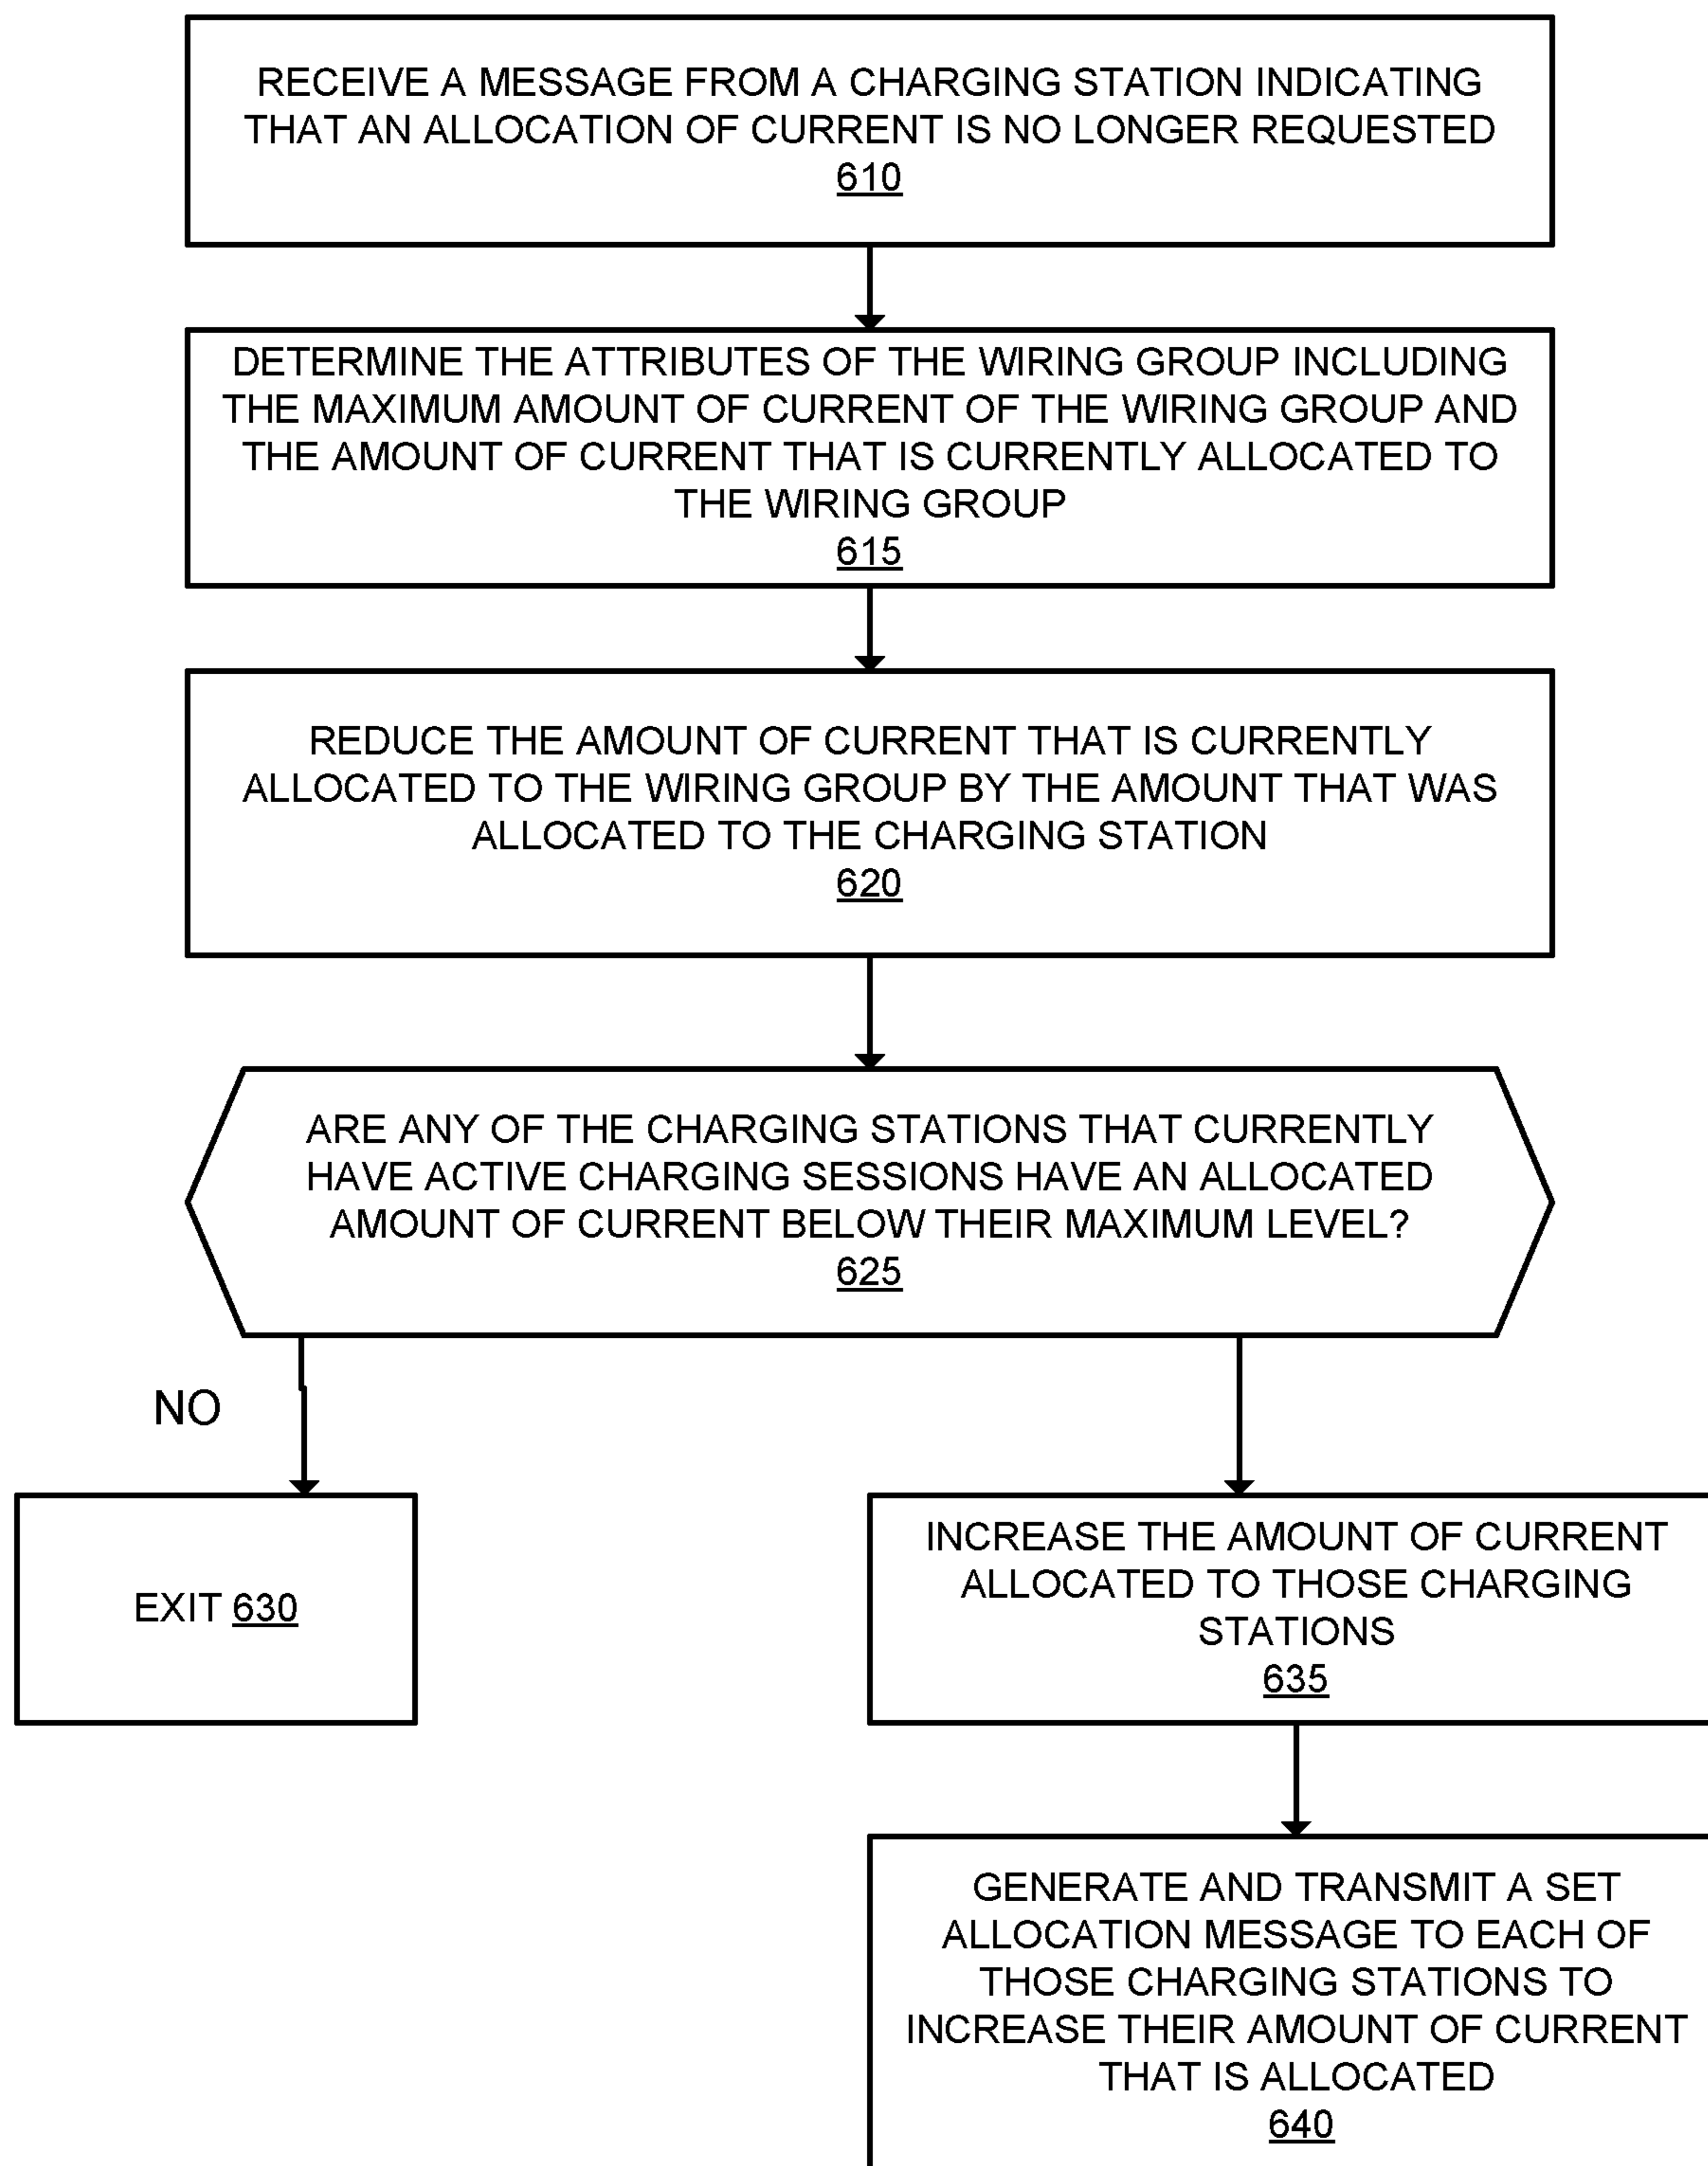 RECEIVE A MESSAGE FROM A CHARGING STATION INDICATING
THAT AN ALLOCATION OF CURRENT IS NO LONGER REQUESTED
610
DETERMINE THE ATTRIBUTES OF THE WIRING GROUP INCLUDING
THE MAXIMUM AMOUNT OF CURRENT OF THE WIRING GROUP AND
THE AMOUNT OF CURRENT THAT IS CURRENTLY ALLOCATED TO
THE WIRING GROUP
615
REDUCE THE AMOUNT OF CURRENT THAT IS CURRENTLY
ALLOCATED TO THE WIRING GROUP BY THE AMOUNT THAT WAS
ALLOCATED TO THE CHARGING STATION
620
ARE ANY OF THE CHARGING STATIONS THAT CURRENTLY
HAVE ACTIVE CHARGING SESSIONS HAVE AN ALLOCATED
AMOUNT OF CURRENT BELOW THEIR MAXIMUM LEVEL?
625
NO
EXIT 630
INCREASE THE AMOUNT OF CURRENT
ALLOCATED TO THOSE CHARGING
STATIONS
635
GENERATE AND TRANSMIT A SET
ALLOCATION MESSAGE TO EACH OF
THOSE CHARGING STATIONS TO
INCREASE THEIR AMOUNT OF CURRENT
THAT IS ALLOCATED
640